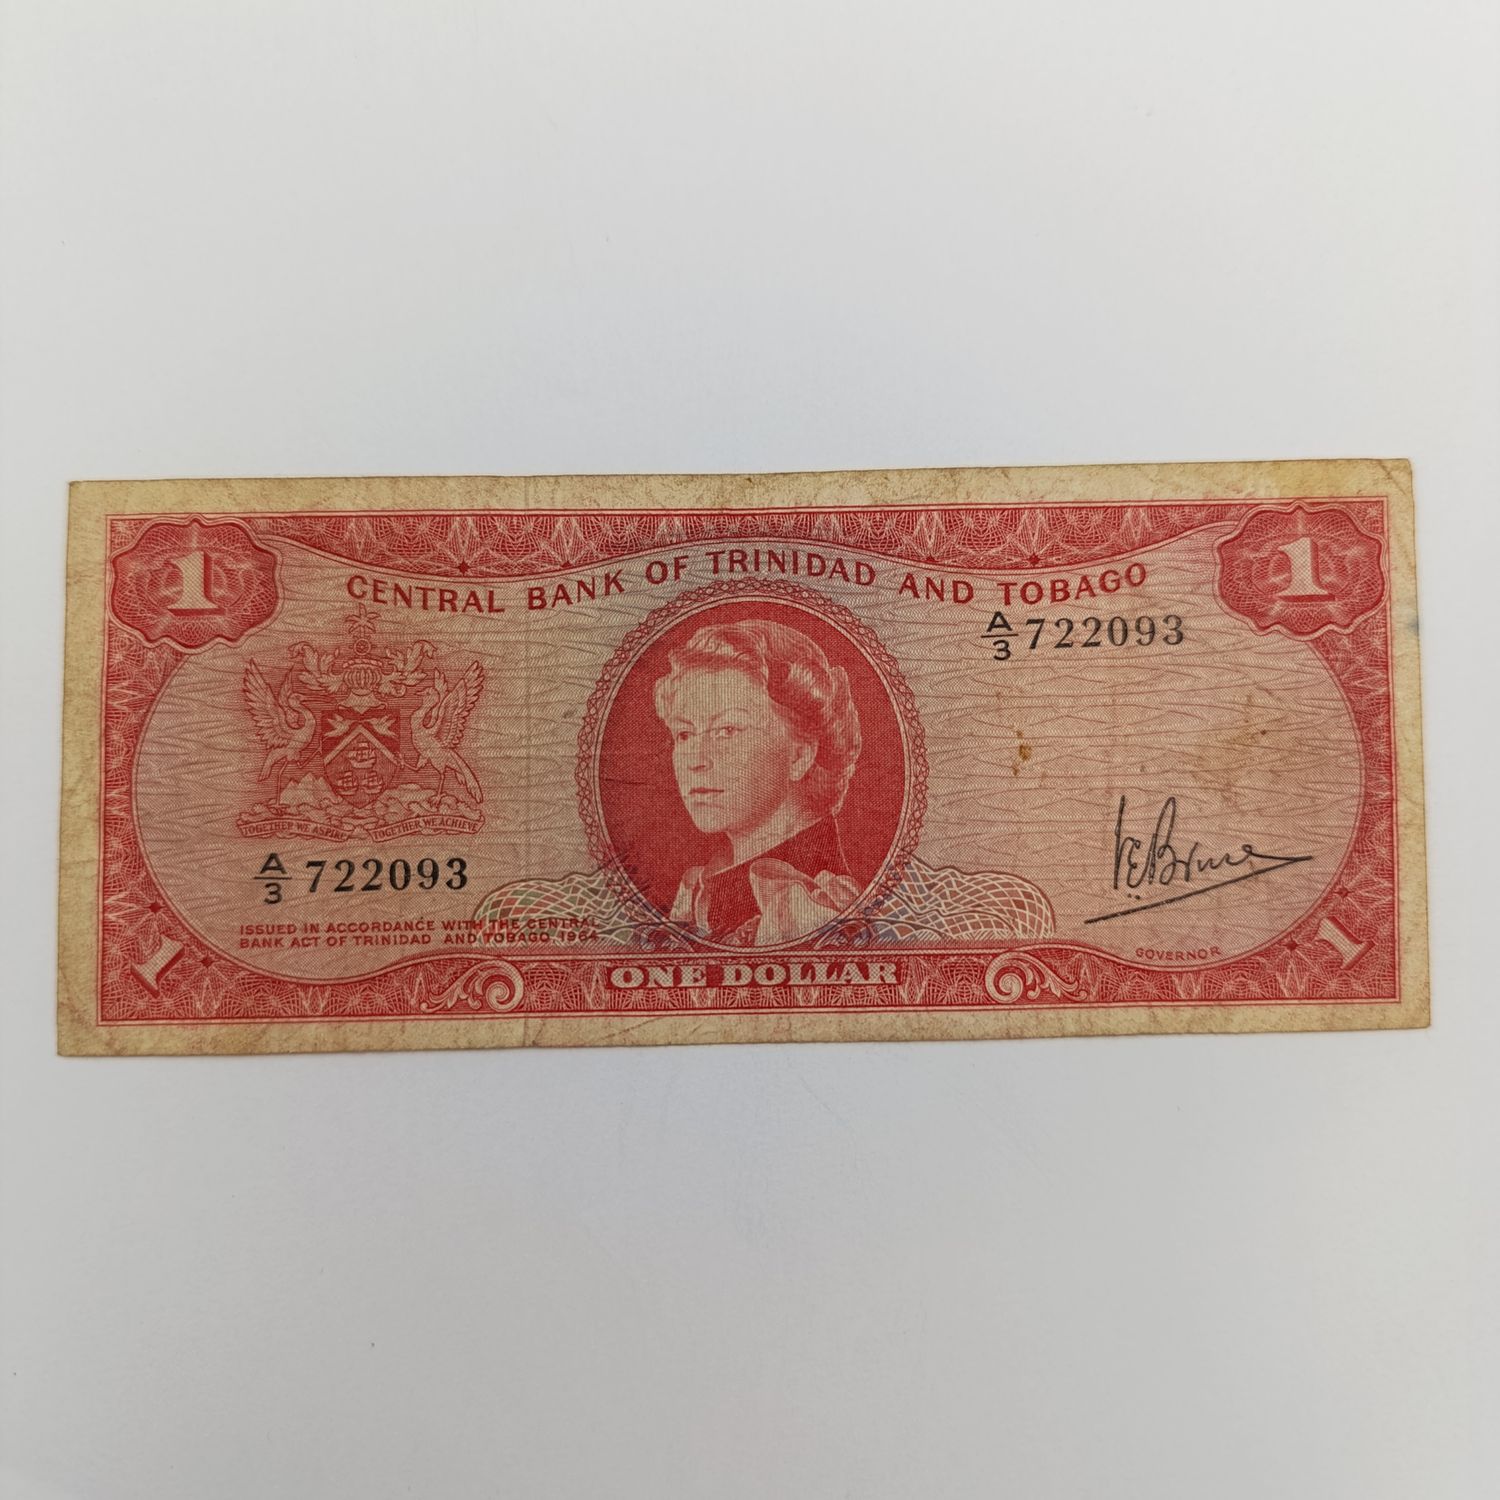 1
1
CENTRAL BANK OF TRINIDAD AND TOBAGO
A/3 722093
TOGETHER WE ASPIRE TOGETHER WE ACHIEVE
A/3 722093
ISSUED IN ACCORDANCE WITH THE CENTRAL
BANK ACT OF TRINIDAD AND TOBAGO, 1964
GOVERNOR
1
ONE DOLLAR
1